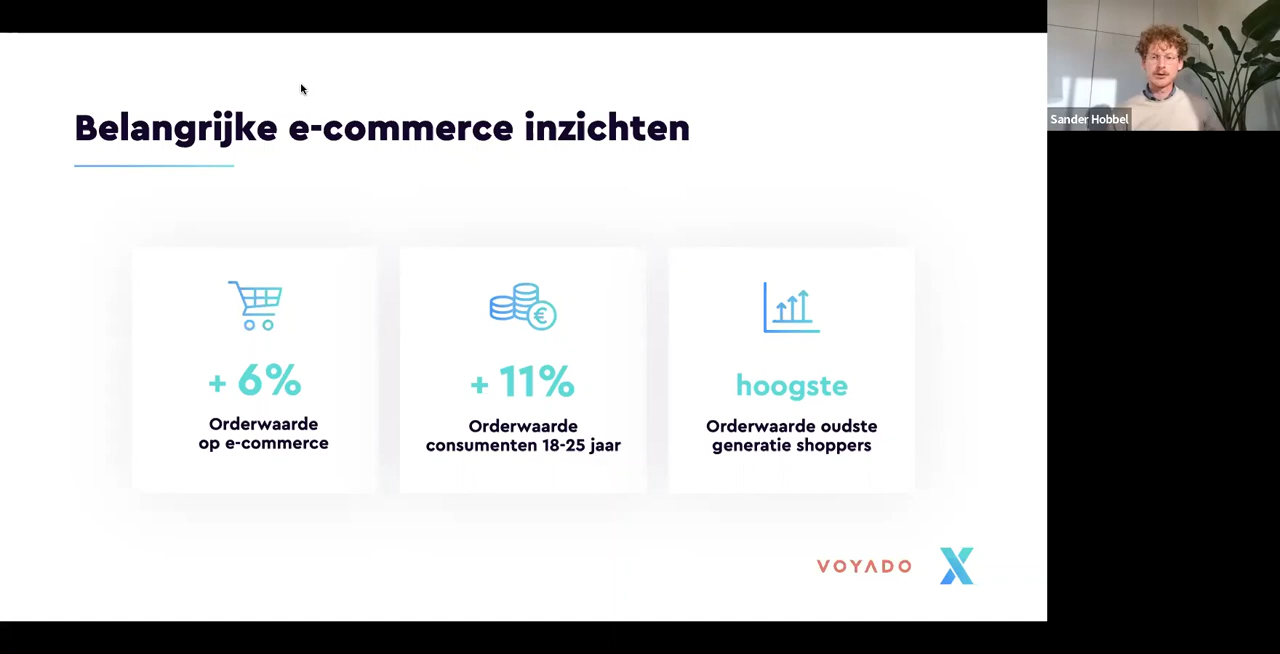 Belangrijke e-commerce inzichten
+ 6%
Orderwaarde
op e-commerce
€
+ 11%
Orderwaarde
consumenten 18-25 jaar
hoogste
Orderwaarde oudste
generatie shoppers
VOYADO
X
Sander Hobbel